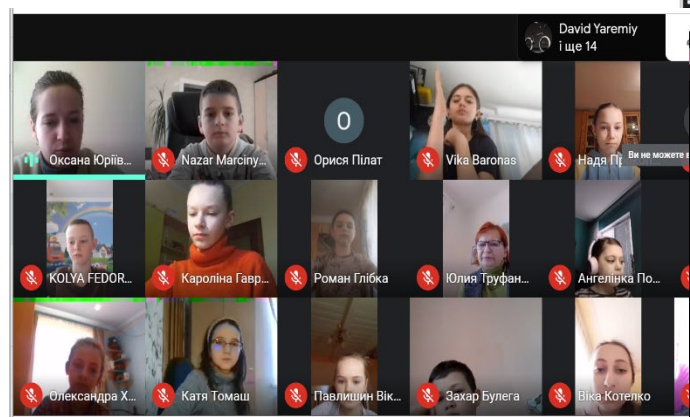 David Yaremiy
і ще 14
Оксана Юріїв...
Nazar Marciny...
О
Орися Пілат
Vika Baronas
Надя Пр
Ви не можете в
KOLYA FEDOR...
Кароліна Гавр...
Роман Глібка
Юлия Труфан...
Ангелінка По...
Олександра Х...
Катя Томаш
Павлишин Вік...
Захар Булега
Віка Котелко